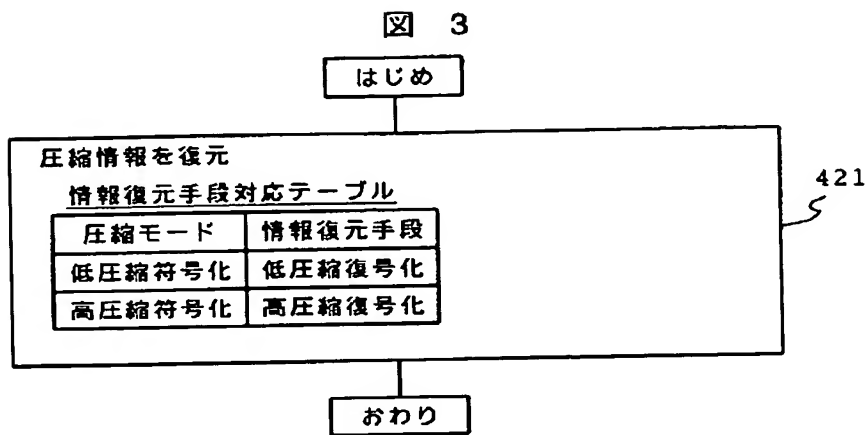 図 3
はじめ
圧縮情報を復元
情報復元手段対応テーブル
圧縮モード 情報復元手段
低圧縮符号化 低圧縮復号化
高圧縮符号化 高圧縮復号化
421
おわり